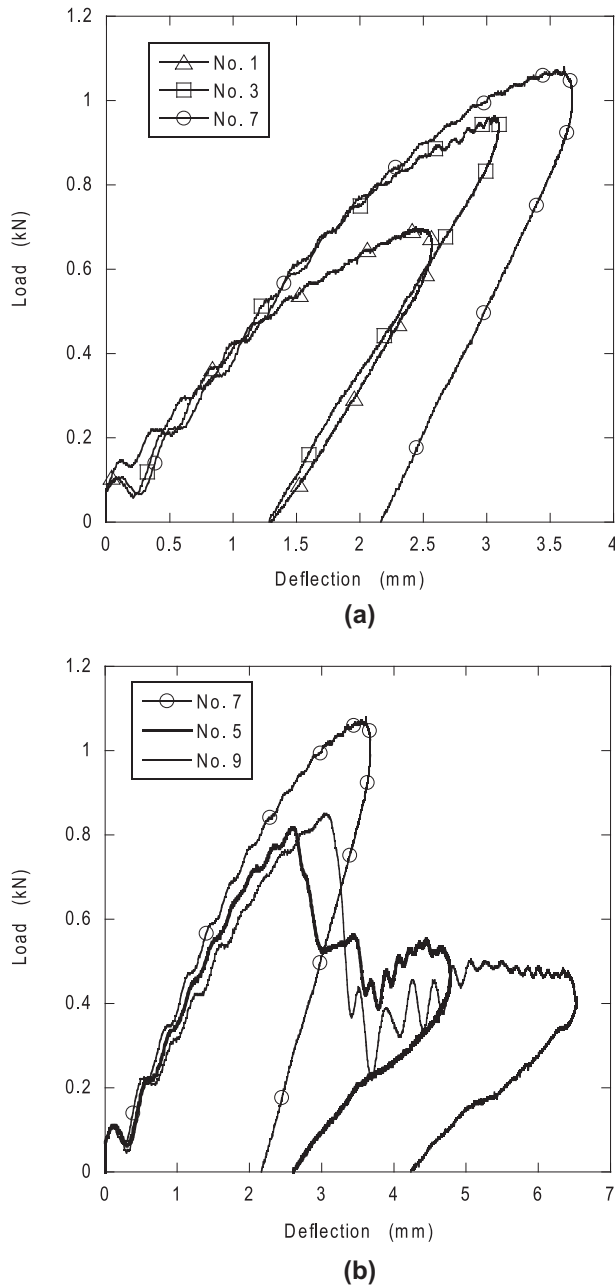 1.2
No. 1
No. 3
No. 7
1
0.8
0.6
0.4
0.2
0
Load (kN)
0 0.5 1 1.5 2 2.5 3 3.5 4
Deflection (mm)
(a)
1.2
No. 7
No. 5
No. 9
1
0.8
0.6
0.4
0.2
0
Load (kN)
0 1 2 3 4 5 6 7
Deflection (mm)
(b)